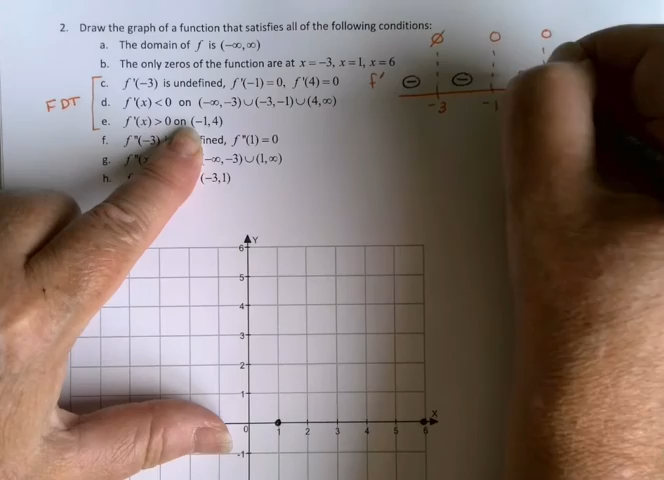 2. Draw the graph of a function that satisfies all of the following conditions:
a. The domain of f is (−∞,∞)
b. The only zeros of the function are at x = −3, x = 1, x = 6
c. f'(−3) is undefined, f'(−1) = 0, f'(4) = 0
d. f'(x) < 0 on (−∞,−3)∪(−3,−1)∪(4,∞)
e. f'(x) > 0 on (−1,4)
f. f"(−3) fined, f"(1) = 0
g. f"( −∞,−3)∪(1,∞)
h. (−3,1)
FDT
f' ⊖ ⊖
∅ 0 0
−3 −1
Y
6
5
4
3
2
1
0 1 2 3 4 5 6 X
−1